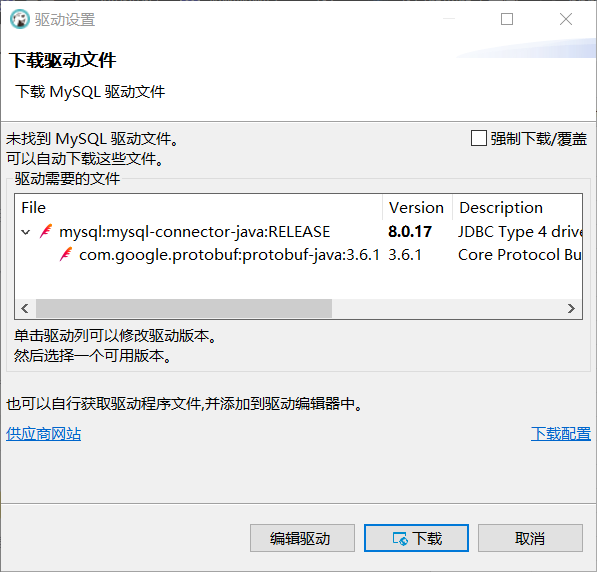 驱动设置
下载驱动文件
下载 MySQL 驱动文件
未找到 MySQL 驱动文件。
强制下载/覆盖
可以自动下载这些文件。
驱动需要的文件
File Version Description
mysql:mysql-connector-java:RELEASE 8.0.17 JDBC Type 4 drive
com.google.protobuf:protobuf-java:3.6.1 3.6.1 Core Protocol Bu
单击驱动列可以修改驱动版本。
然后选择一个可用版本。
也可以自行获取驱动程序文件,并添加到驱动编辑器中。
供应商网站 下载配置
编辑驱动 下载 取消